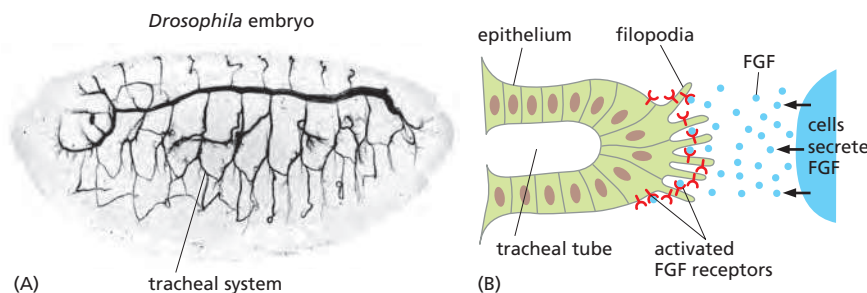 Drosophila embryo
tracheal system
(A)
epithelium
filopodia
FGF
cells
secrete
FGF
tracheal tube
activated
FGF receptors
(B)